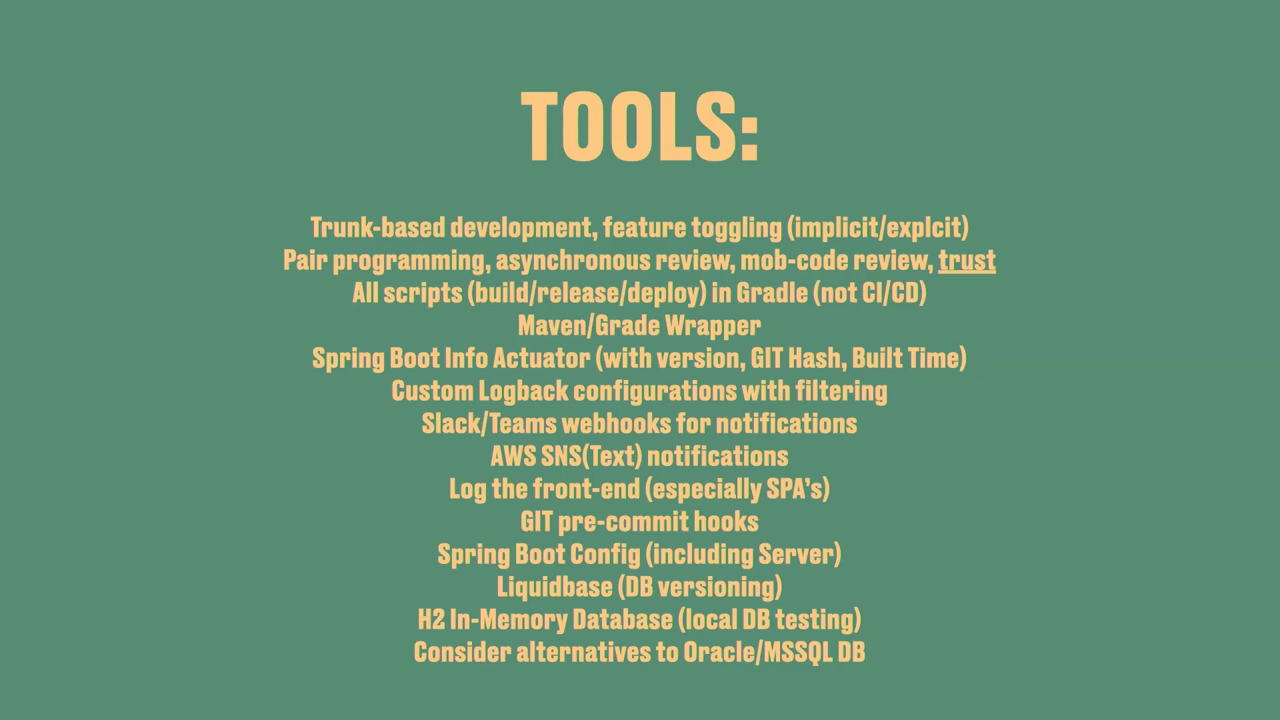 TOOLS:
Trunk-based development, feature toggling (implicit/explcit)
Pair programming, asynchronous review, mob-code review, trust
All scripts (build/release/deploy) in Gradle (not CI/CD)
Maven/Grade Wrapper
Spring Boot Info Actuator (with version, GIT Hash, Built Time)
Custom Logback configurations with filtering
Slack/Teams webhooks for notifications
AWS SNS(Text) notifications
Log the front-end (especially SPA's)
GIT pre-commit hooks
Spring Boot Config (including Server)
Liquidbase (DB versioning)
H2 In-Memory Database (local DB testing)
Consider alternatives to Oracle/MSSQL DB